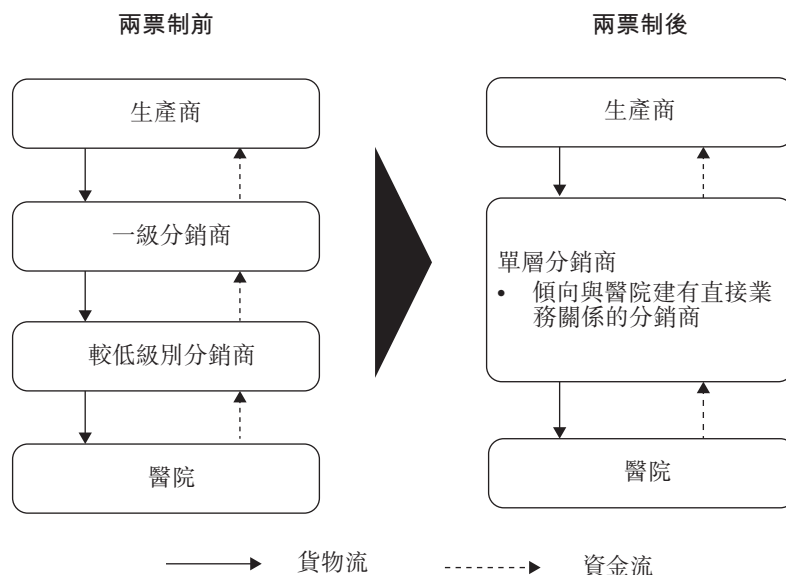 兩票制前
生產商
一級分銷商
較低級別分銷商
醫院
兩票制後
生產商
單層分銷商
• 傾向與醫院建有直接業
務關係的分銷商
醫院
貨物流
資金流